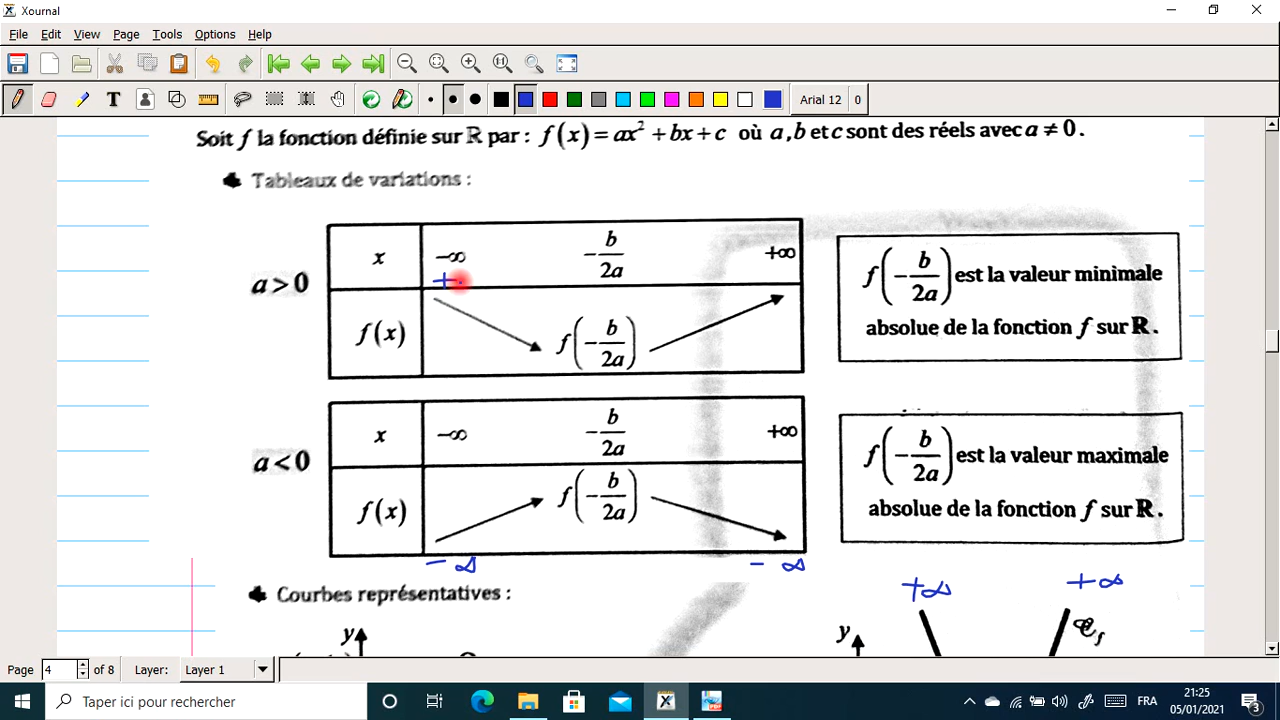 Xournal
File Edit View Page Tools Options Help
Arial 12 0
Soit f la fonction définie sur ℝ par : f(x) = ax² + bx + c où a, b et c sont des réels avec a ≠ 0.
Tableaux de variations :
a > 0
x −∞ −b/2a +∞
+
f(x) f(−b/2a)
f(−b/2a) est la valeur minimale
absolue de la fonction f sur ℝ.
a < 0
x −∞ −b/2a +∞
f(x) f(−b/2a)
−∞ −∞
f(−b/2a) est la valeur maximale
absolue de la fonction f sur ℝ.
Courbes représentatives :
+∞ +∞
y y
Page 4 of 8 Layer: Layer 1
Taper ici pour rechercher
FRA
21:25
05/01/2021
3